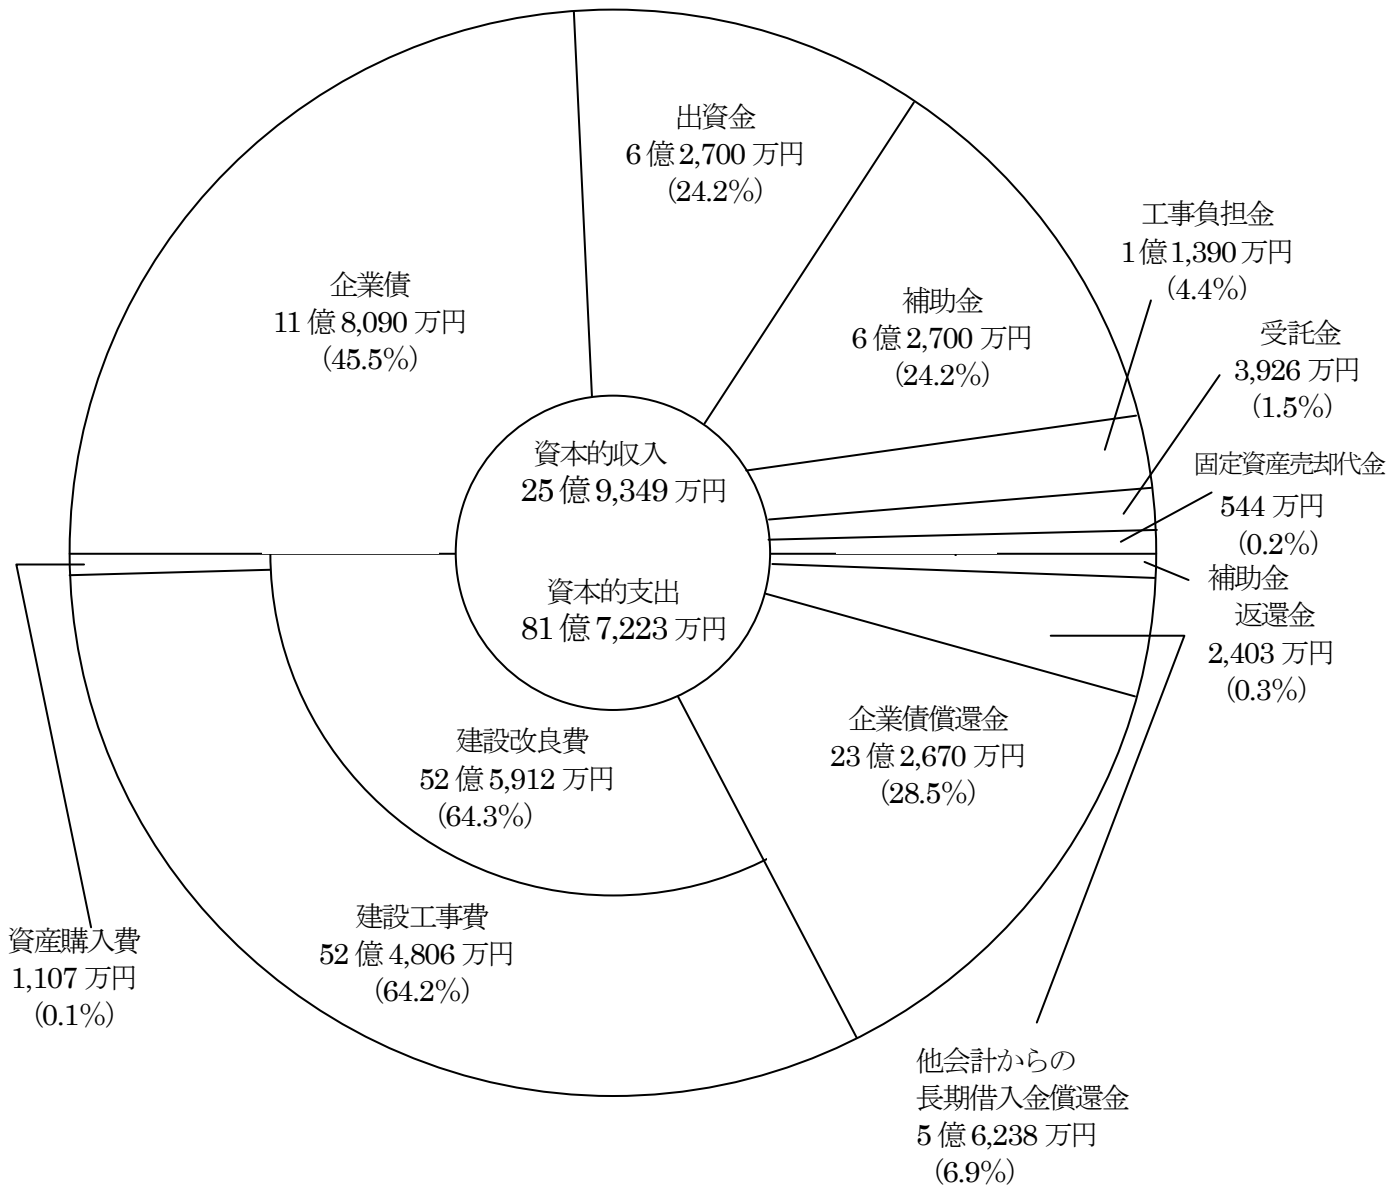 出資金
6億2,700万円
(24.2%)
工事負担金
1億1,390万円
(4.4%)
企業債
11億8,090万円
(45.5%)
補助金
6億2,700万円
(24.2%)
受託金
3,926万円
(1.5%)
固定資産売却代金
544万円
(0.2%)
資本的収入
25億9,349万円
資本的支出
81億7,223万円
補助金
返還金
2,403万円
(0.3%)
企業債償還金
23億2,670万円
(28.5%)
建設改良費
52億5,912万円
(64.3%)
建設工事費
52億4,806万円
(64.2%)
資産購入費
1,107万円
(0.1%)
他会計からの
長期借入金償還金
5億6,238万円
(6.9%)